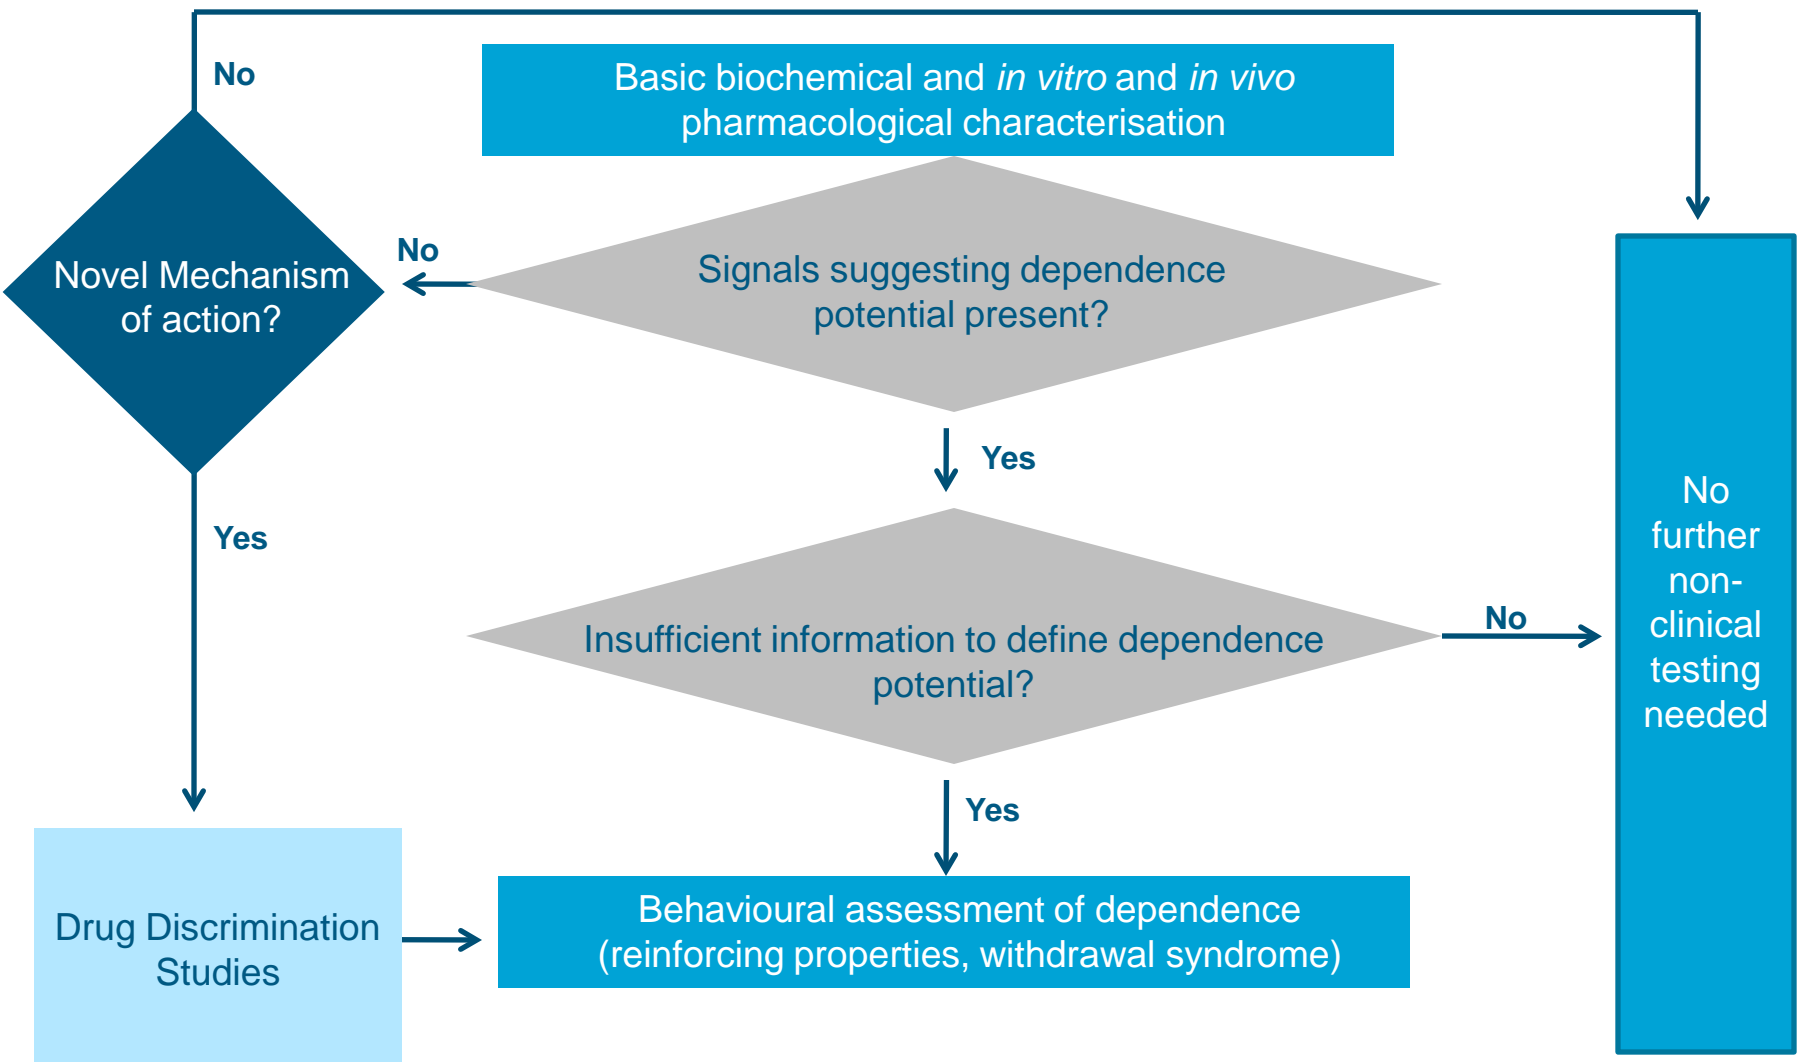 No
Basic biochemical and in vitro and in vivo
pharmacological characterisation
Novel Mechanism
of action?
No
Signals suggesting dependence
potential present?
Yes
Yes
Insufficient information to define dependence
potential?
No
No
further
non-
clinical
testing
needed
Yes
Drug Discrimination
Studies
Behavioural assessment of dependence
(reinforcing properties, withdrawal syndrome)